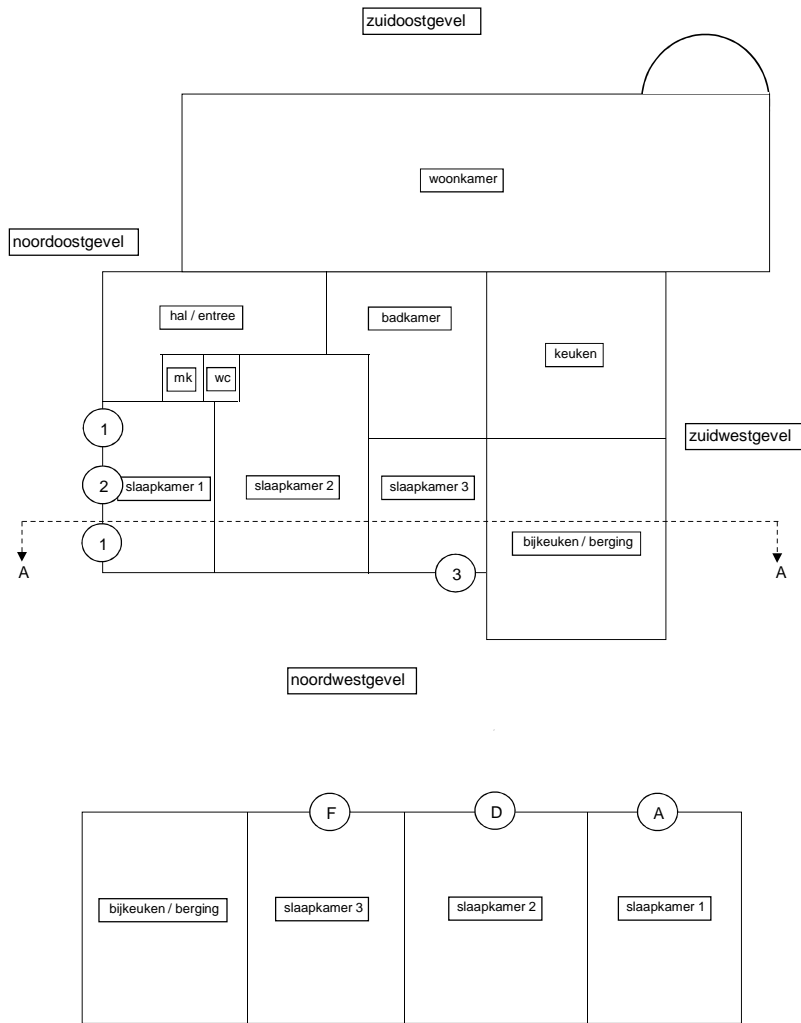 zuidoostgevel
woonkamer
noordoostgevel
hal / entree
badkamer
keuken
mk
wc
1
zuidwestgevel
2
slaapkamer 1
slaapkamer 2
slaapkamer 3
1
bijkeuken / berging
A
A
3
noordwestgevel
F
D
A
bijkeuken / berging
slaapkamer 3
slaapkamer 2
slaapkamer 1